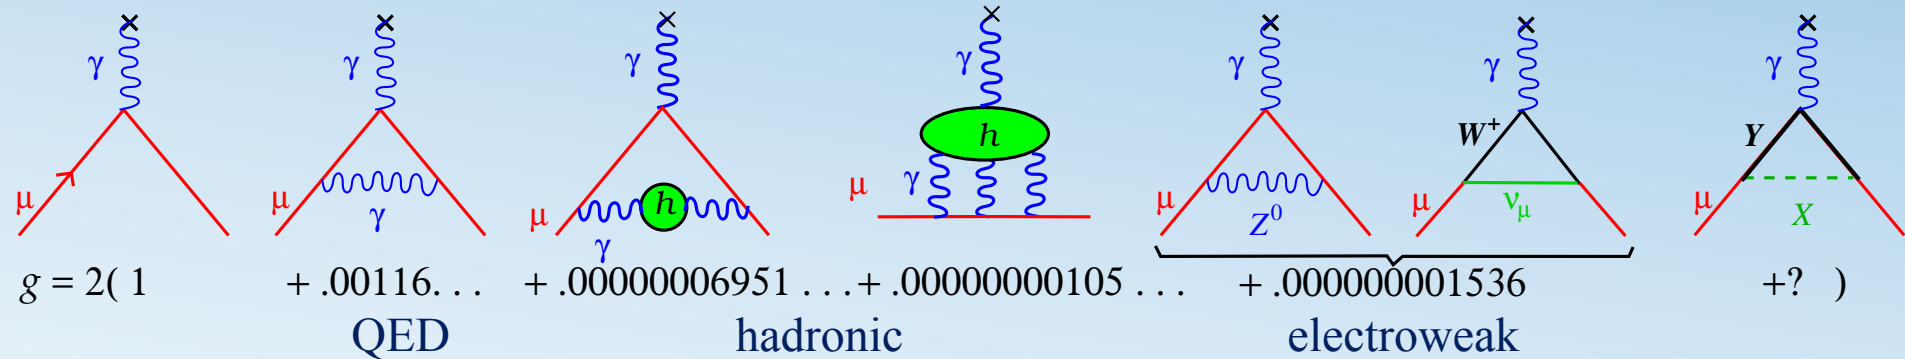 γ γ γ γ γ γ γ
h W⁺ Y
μ μ γ μ γ h μ γ μ Z⁰ μ ν_μ μ X
g = 2( 1 + .00116. . . + .00000006951 . . . + .00000000105 . . . + .000000001536 +? )
QED hadronic electroweak